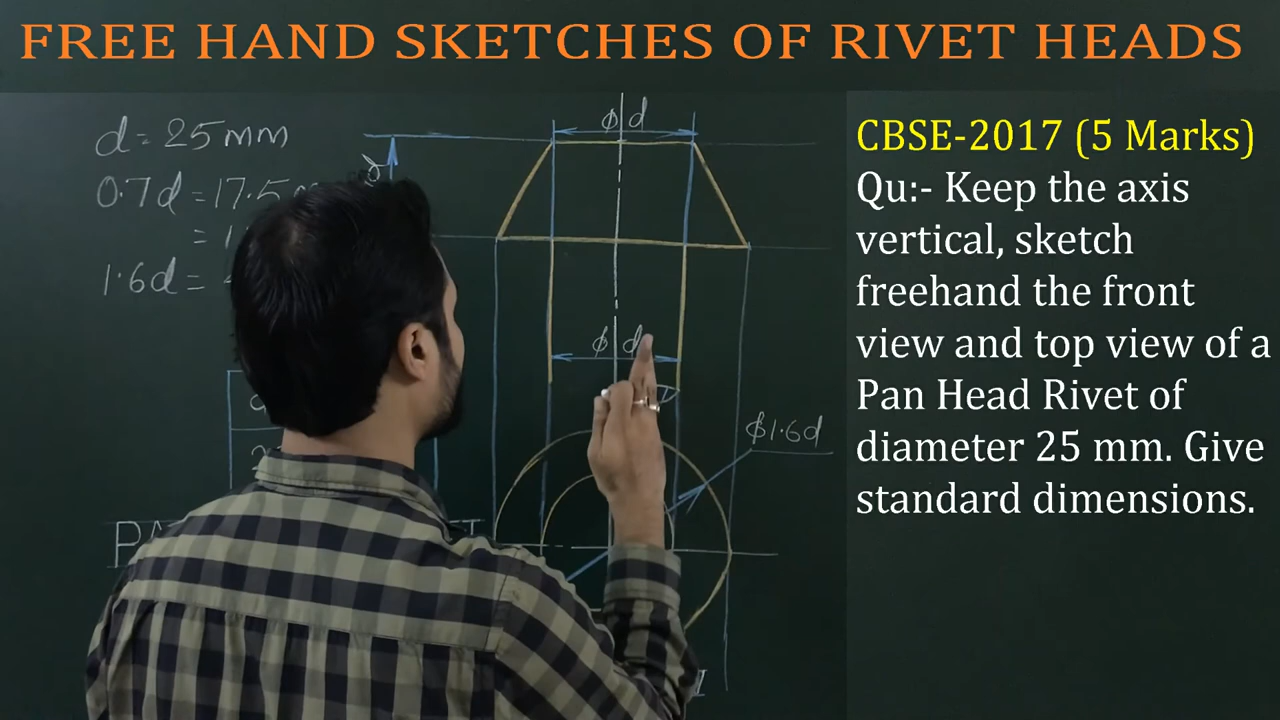 FREE HAND SKETCHES OF RIVET HEADS
d = 25 mm
0.7d = 17.5
1.6d =
ϕ d
ϕ d
ϕ1.6d
CBSE-2017 (5 Marks)
Qu:- Keep the axis
vertical, sketch
freehand the front
view and top view of a
Pan Head Rivet of
diameter 25 mm. Give
standard dimensions.